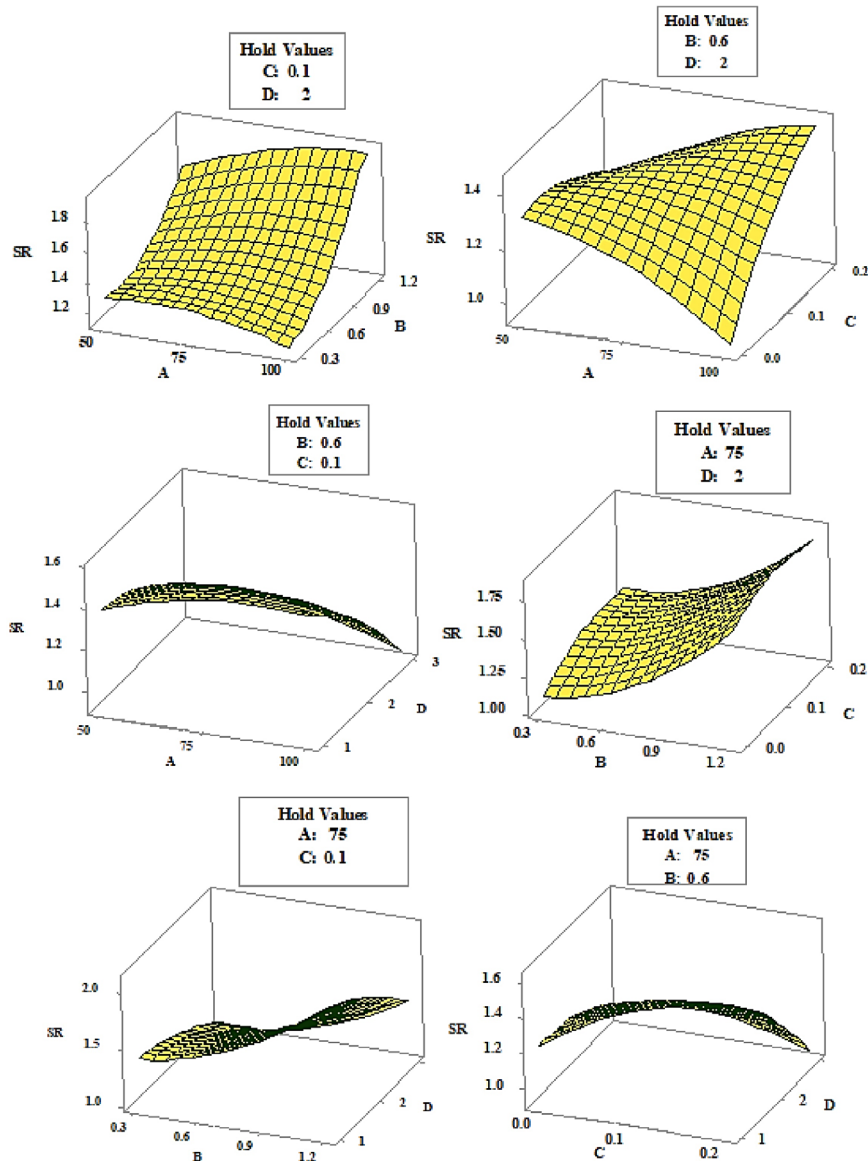 Hold Values
C: 0.1
D: 2
1.8
1.6
SR
1.4
1.2
50
75
A
100
0.3
0.6
B
0.9
1.2
Hold Values
B: 0.6
D: 2
1.4
SR
1.2
1.0
50
75
A
100
0.0
0.1
C
0.2
Hold Values
B: 0.6
C: 0.1
1.6
1.4
SR
1.2
1.0
50
75
A
100
1
2
D
3
Hold Values
A: 75
D: 2
1.75
SR
1.50
1.25
1.00
0.3
0.6
B
0.9
1.2
0.0
0.1
C
0.2
Hold Values
A: 75
C: 0.1
2.0
SR
1.5
1.0
0.3
0.6
B
0.9
1.2
1
2
D
Hold Values
A: 75
B: 0.6
1.6
1.4
SR
1.2
1.0
0.0
0.1
C
0.2
1
2
D